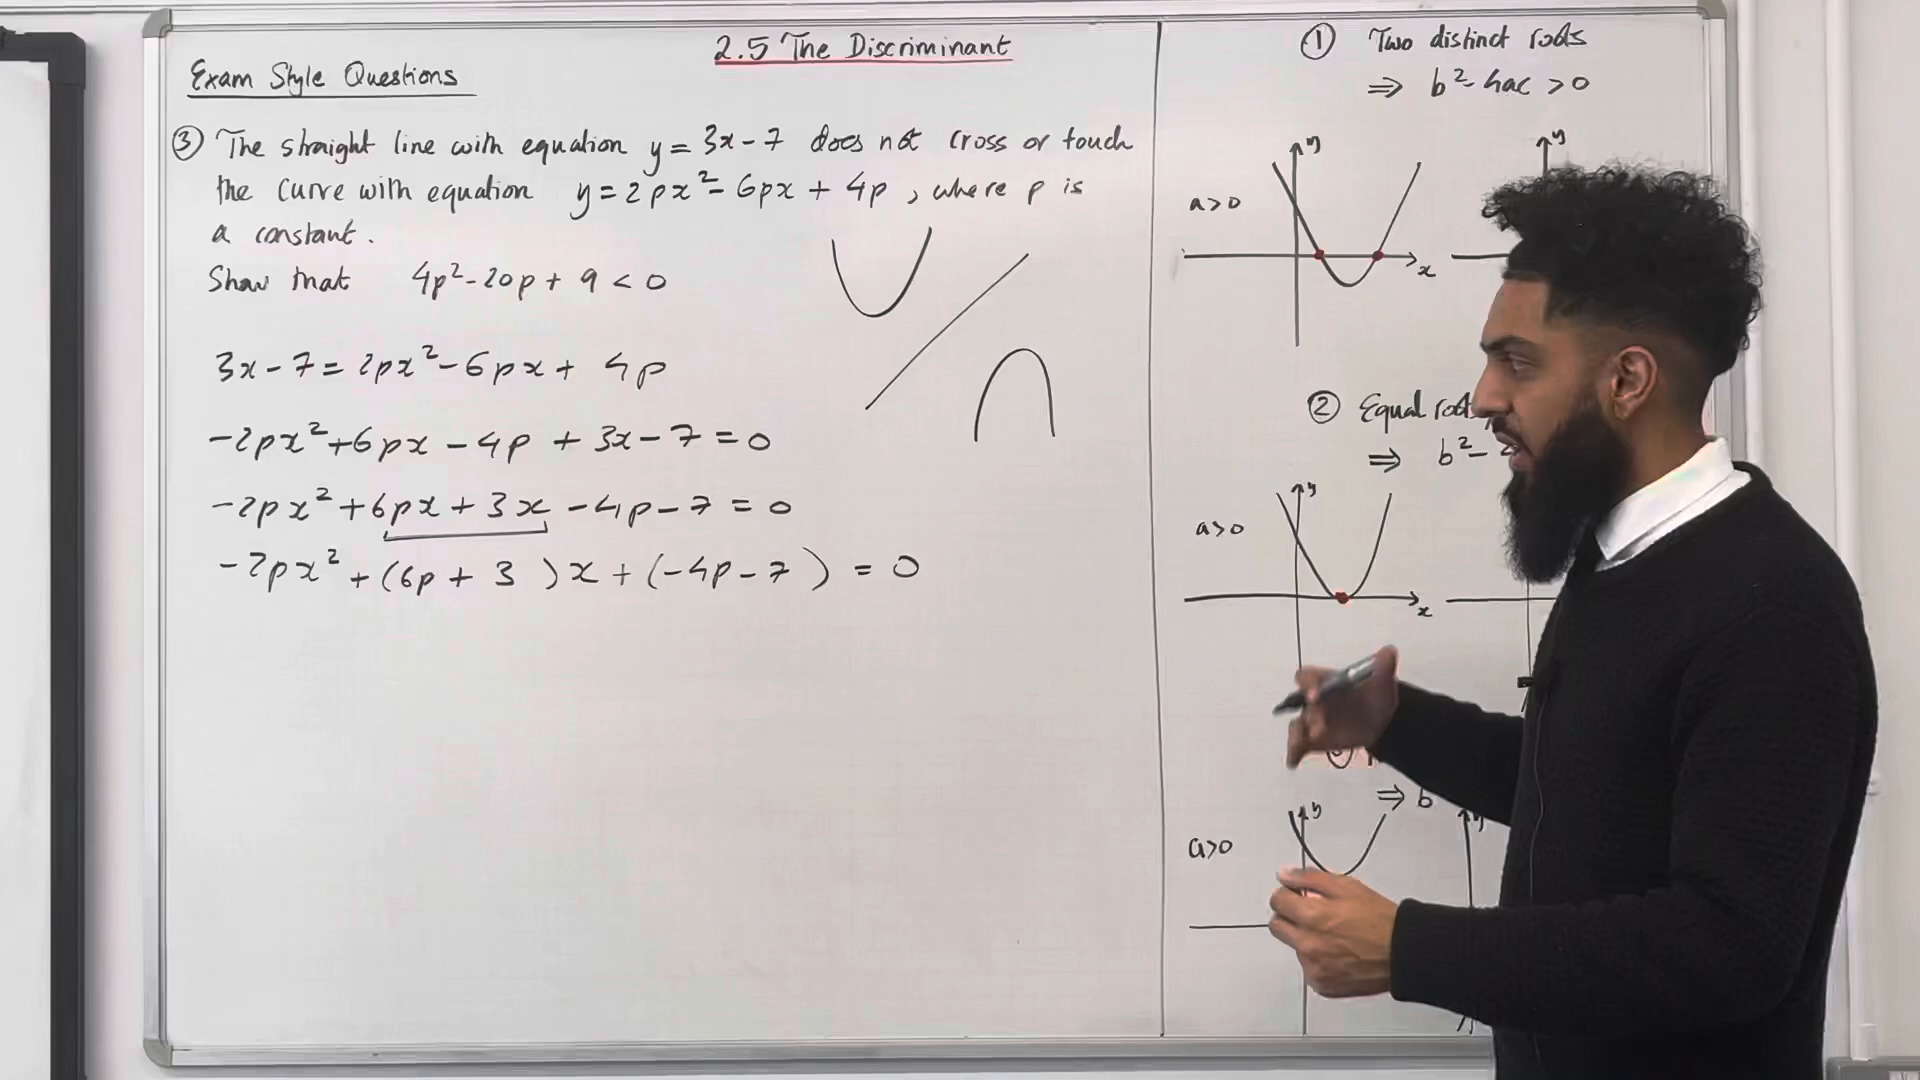 2.5 The Discriminant
Exam Style Questions
③ The straight line with equation y = 3x - 7 does not cross or touch
the curve with equation y = 2px² - 6px + 4p , where p is
a constant.
Show that 4p² - 20p + 9 < 0
3x - 7 = 2px² - 6px + 4p
-2px² + 6px - 4p + 3x - 7 = 0
-2px² + 6px + 3x - 4p - 7 = 0
-2px² + (6p + 3 )x + (-4p - 7 ) = 0
① Two distinct roots
⇒ b² - 4ac > 0
y
y
a>0
x
② Equal roots
⇒ b² -
y
a>0
x
⇒ b
y
y
a>0